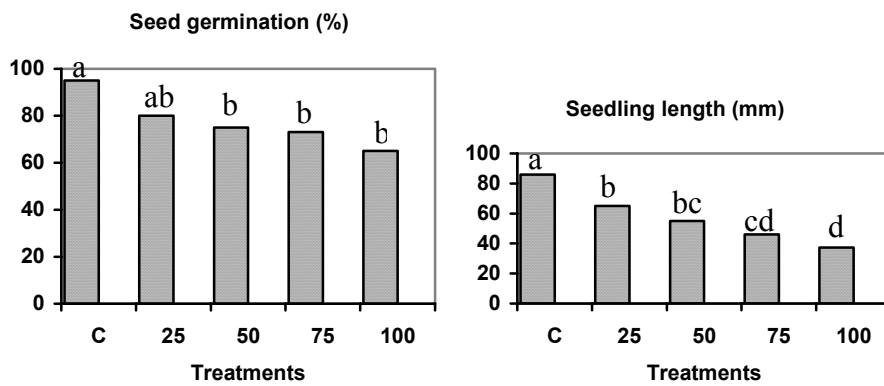 Seed germination (%)
100
80
60
40
20
0
a
ab
b
b
b
C 25 50 75 100
Treatments
Seedling length (mm)
100
80
60
40
20
0
a
b
bc
cd
d
C 25 50 75 100
Treatments